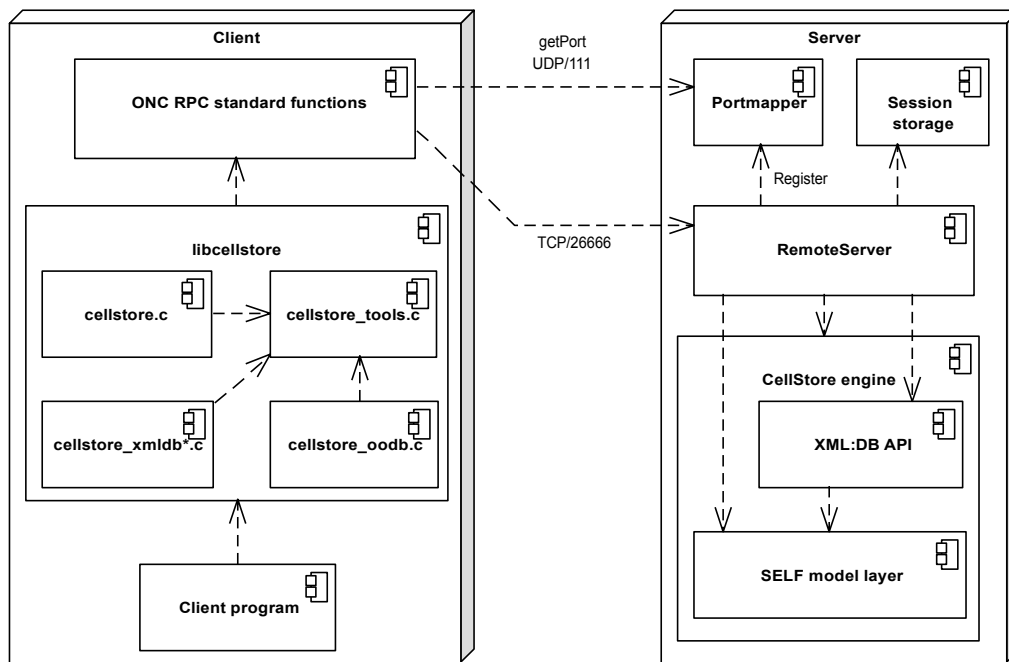 Client
ONC RPC standard functions
libcellstore
cellstore.c
cellstore_tools.c
cellstore_xmldb*.c
cellstore_oodb.c
Client program
getPort
UDP/111
TCP/26666
Server
Portmapper
Session
storage
Register
RemoteServer
CellStore engine
XML:DB API
SELF model layer